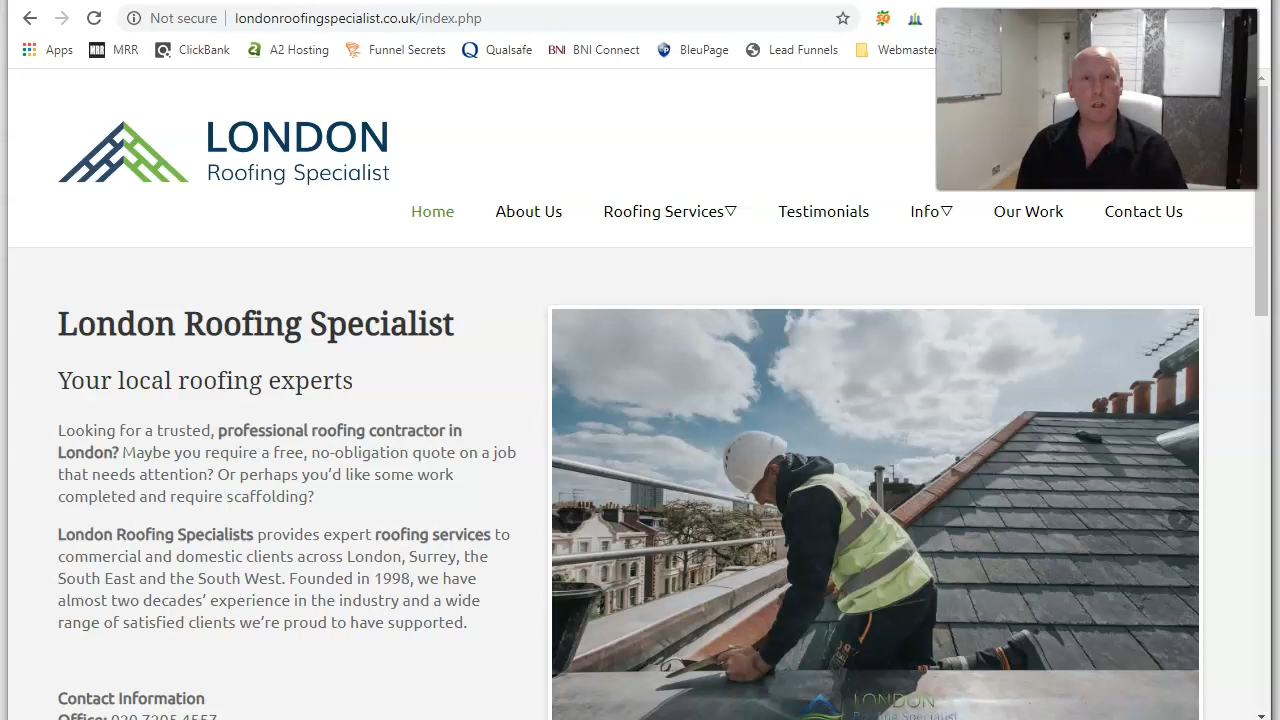 Not secure
londonroofingspecialist.co.uk/index.php
Apps
MRR
ClickBank
A2 Hosting
Funnel Secrets
Qualsafe
BNI
BNI Connect
BleuPage
Lead Funnels
Webmaster
LONDON
Roofing Specialist
Home
About Us
Roofing Services▽
Testimonials
Info▽
Our Work
Contact Us
London Roofing Specialist
Your local roofing experts
Looking for a trusted, professional roofing contractor in
London? Maybe you require a free, no-obligation quote on a job
that needs attention? Or perhaps you’d like some work
completed and require scaffolding?
London Roofing Specialists provides expert roofing services to
commercial and domestic clients across London, Surrey, the
South East and the South West. Founded in 1998, we have
almost two decades’ experience in the industry and a wide
range of satisfied clients we’re proud to have supported.
Contact Information
Office: 020 7205 4557
LONDON
Roofing Specialist